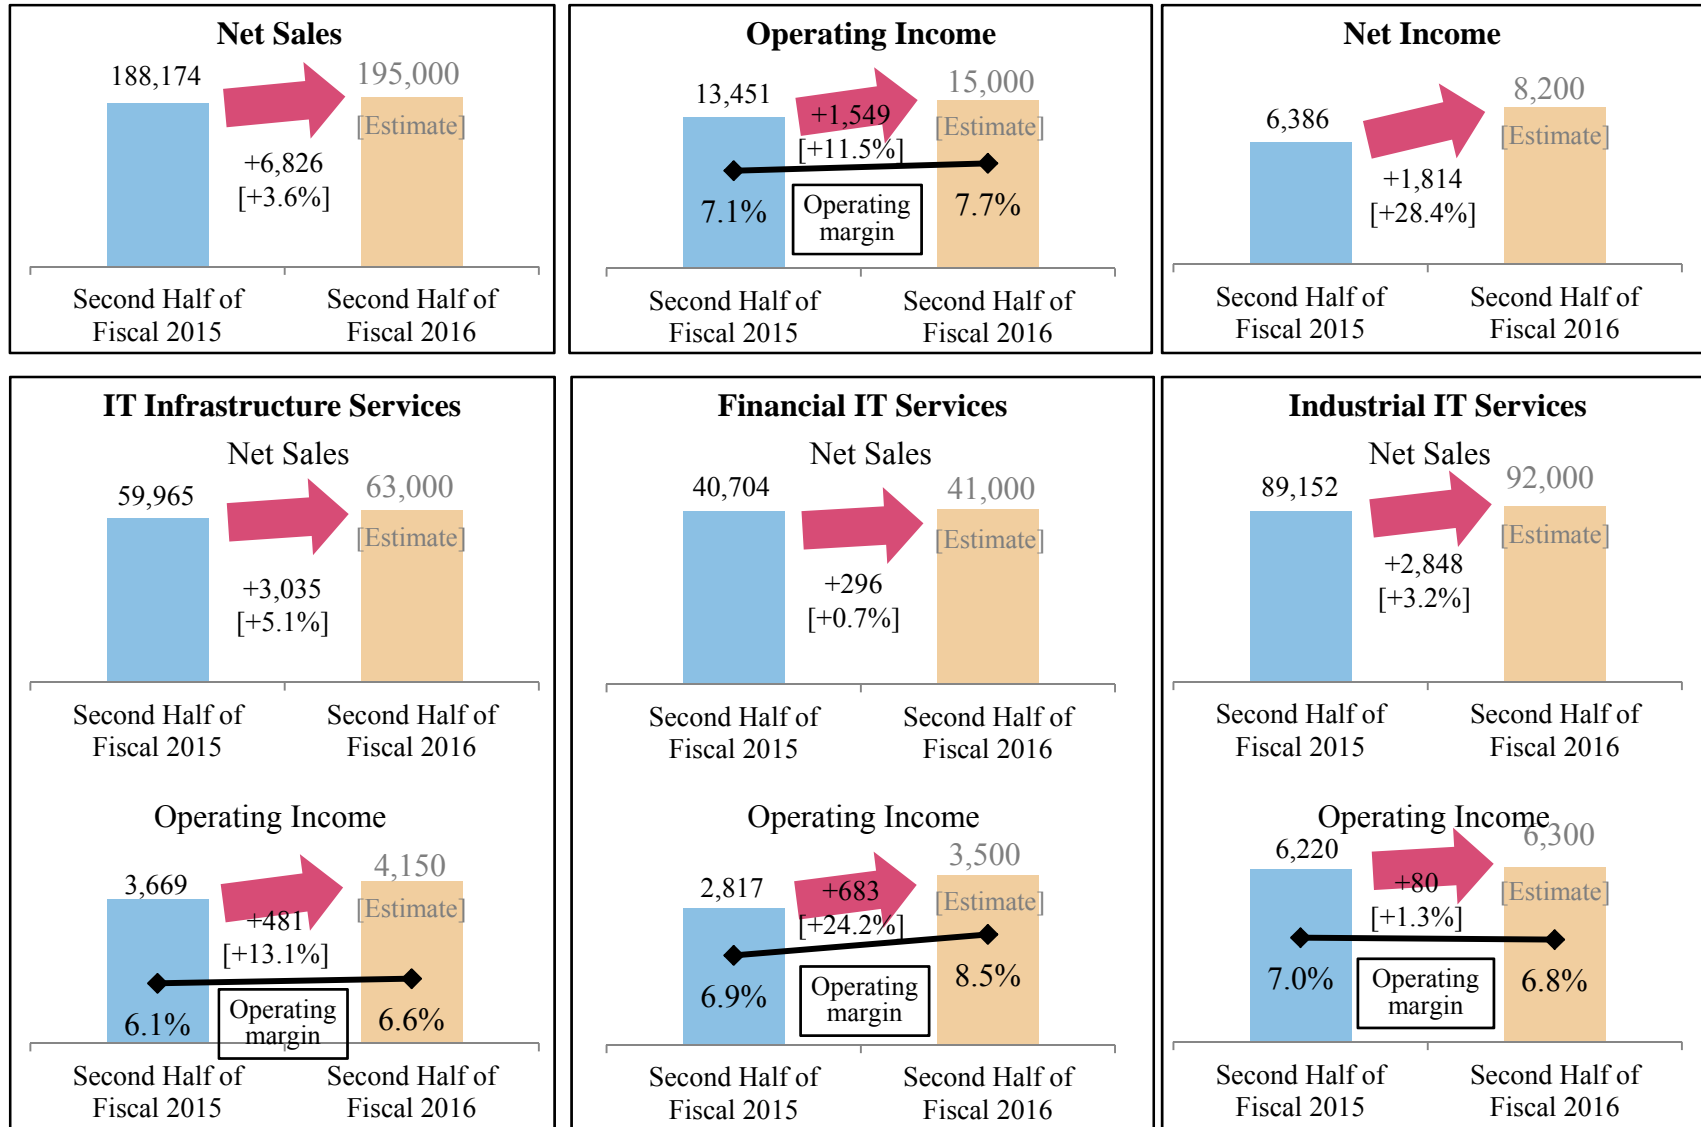 Net Sales
188,174
195,000
[Estimate]
+6,826
[+3.6%]
Second Half of
Fiscal 2015
Second Half of
Fiscal 2016
Operating Income
13,451
15,000
+1,549
[+11.5%]
[Estimate]
7.1%
Operating
margin
7.7%
Second Half of
Fiscal 2015
Second Half of
Fiscal 2016
Net Income
6,386
8,200
[Estimate]
+1,814
[+28.4%]
Second Half of
Fiscal 2015
Second Half of
Fiscal 2016
IT Infrastructure Services
Net Sales
59,965
63,000
[Estimate]
+3,035
[+5.1%]
Second Half of
Fiscal 2015
Second Half of
Fiscal 2016
Operating Income
3,669
4,150
[Estimate]
+481
[+13.1%]
6.1%
Operating
margin
6.6%
Second Half of
Fiscal 2015
Second Half of
Fiscal 2016
Financial IT Services
Net Sales
40,704
41,000
[Estimate]
+296
[+0.7%]
Second Half of
Fiscal 2015
Second Half of
Fiscal 2016
Operating Income
2,817
3,500
+683
[+24.2%]
[Estimate]
6.9%
Operating
margin
8.5%
Second Half of
Fiscal 2015
Second Half of
Fiscal 2016
Industrial IT Services
Net Sales
89,152
92,000
[Estimate]
+2,848
[+3.2%]
Second Half of
Fiscal 2015
Second Half of
Fiscal 2016
Operating Income
6,220
6,300
+80
[+1.3%]
[Estimate]
7.0%
Operating
margin
6.8%
Second Half of
Fiscal 2015
Second Half of
Fiscal 2016